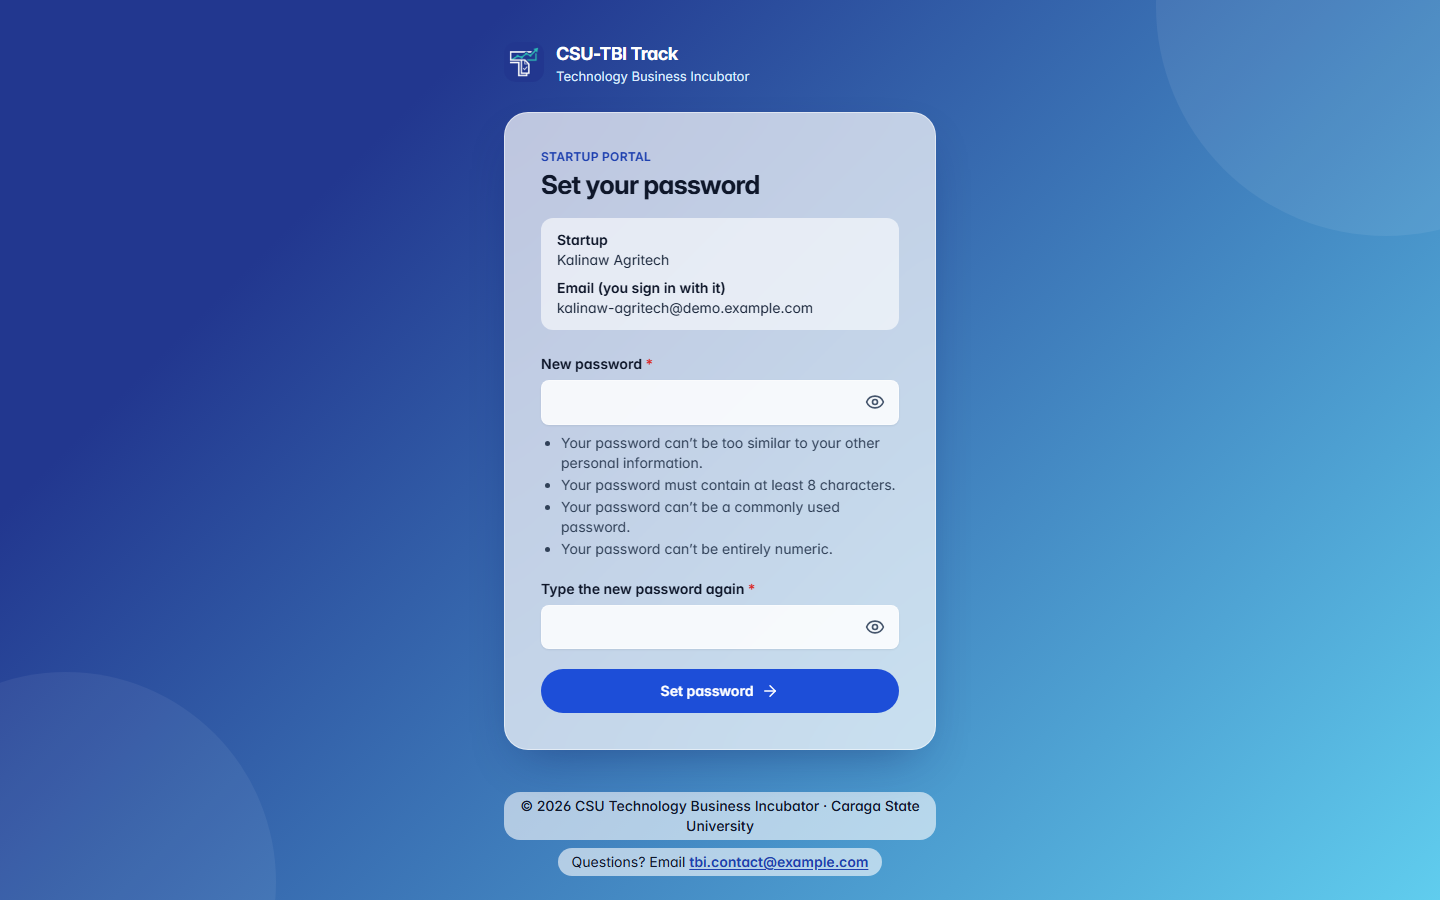 CSU-TBI Track
Technology Business Incubator
STARTUP PORTAL
Set your password
Startup
Kalinaw Agritech
Email (you sign in with it)
kalinaw-agritech@demo.example.com
New password *
• Your password can’t be too similar to your other
personal information.
• Your password must contain at least 8 characters.
• Your password can’t be a commonly used
password.
• Your password can’t be entirely numeric.
Type the new password again *
Set password →
© 2026 CSU Technology Business Incubator · Caraga State
University
Questions? Email tbi.contact@example.com